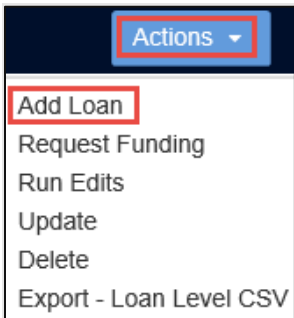 Actions
Add Loan
Request Funding
Run Edits
Update
Delete
Export - Loan Level CSV